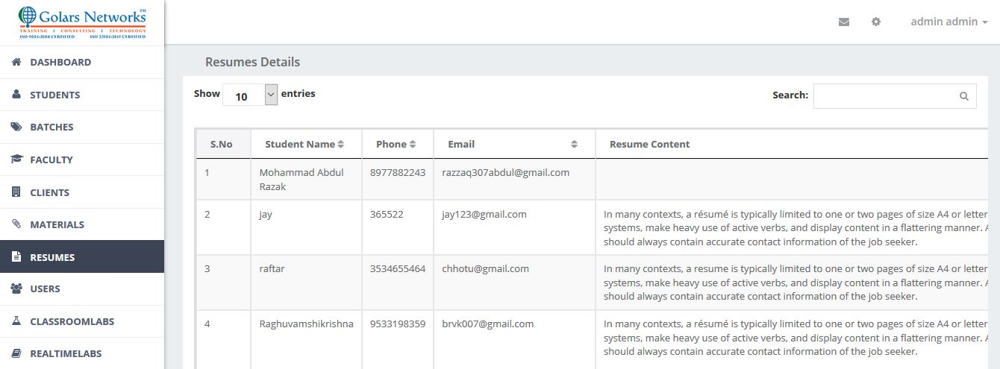 Golars Networks™
TRAINING | CONSULTING | TECHNOLOGY
ISO 9001:2008 CERTIFIED ISO 27001:2013 CERTIFIED
admin admin
DASHBOARD
STUDENTS
BATCHES
FACULTY
CLIENTS
MATERIALS
RESUMES
USERS
CLASSROOMLABS
REALTIMELABS
Resumes Details
Show 10 entries
Search:
S.No Student Name Phone Email Resume Content
1 Mohammad Abdul 8977882243 razzaq307abdul@gmail.com
Razak
2 jay 365522 jay123@gmail.com In many contexts, a résumé is typically limited to one or two pages of size A4 or letter
systems, make heavy use of active verbs, and display content in a flattering manner. A
should always contain accurate contact information of the job seeker.
3 raftar 3534655464 chhotu@gmail.com In many contexts, a resume is typically limited to one or two pages of size A4 or letter
systems, make heavy use of active verbs, and display content in a flattering manner. A
should always contain accurate contact information of the job seeker.
4 Raghuvamshikrishna 9533198359 brvk007@gmail.com In many contexts, a résumé is typically limited to one or two pages of size A4 or letter
systems, make heavy use of active verbs, and display content in a flattering manner. A
should always contain accurate contact information of the job seeker.